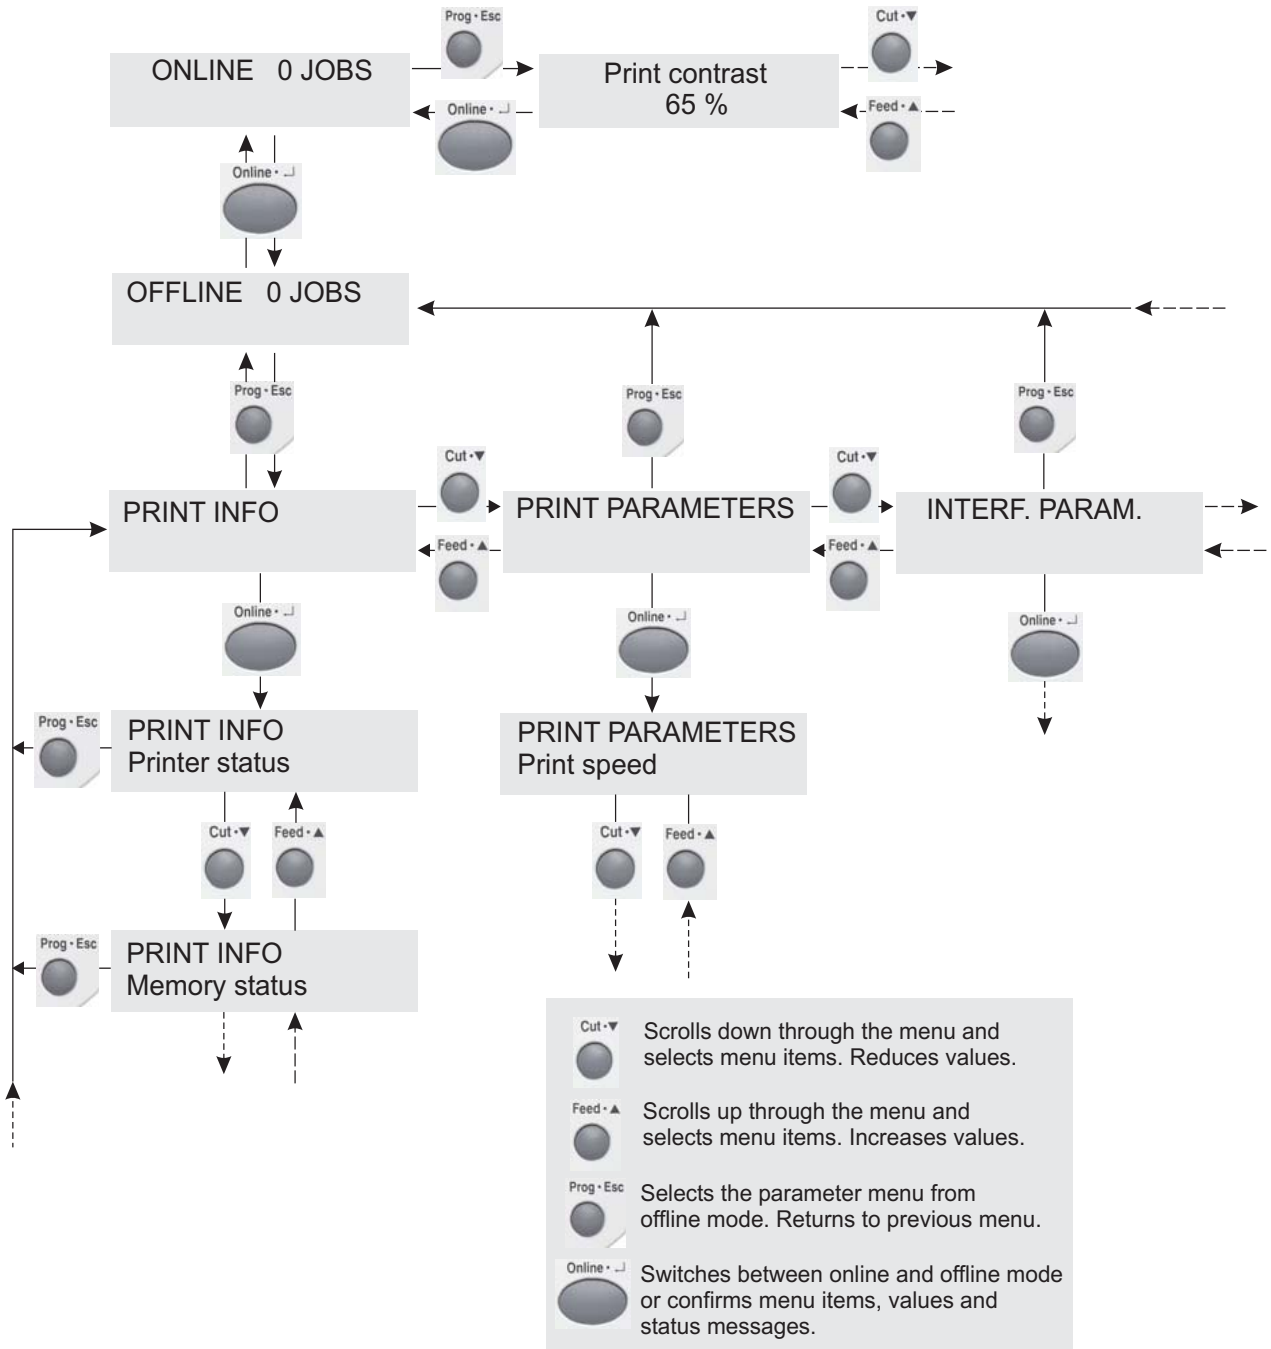 Prog · Esc
Cut · ▼
ONLINE 0 JOBS
Print contrast
65 %
Online · ⏎
Feed · ▲
Online · ⏎
OFFLINE 0 JOBS
Prog · Esc
Prog · Esc
Prog · Esc
Cut · ▼
Cut · ▼
PRINT INFO
PRINT PARAMETERS
INTERF. PARAM.
Feed · ▲
Feed · ▲
Online · ⏎
Online · ⏎
Online · ⏎
Prog · Esc
PRINT INFO
Printer status
PRINT PARAMETERS
Print speed
Cut · ▼
Feed · ▲
Cut · ▼
Feed · ▲
Prog · Esc
PRINT INFO
Memory status
Cut · ▼
Scrolls down through the menu and
selects menu items. Reduces values.
Feed · ▲
Scrolls up through the menu and
selects menu items. Increases values.
Prog · Esc
Selects the parameter menu from
offline mode. Returns to previous menu.
Online · ⏎
Switches between online and offline mode
or confirms menu items, values and
status messages.